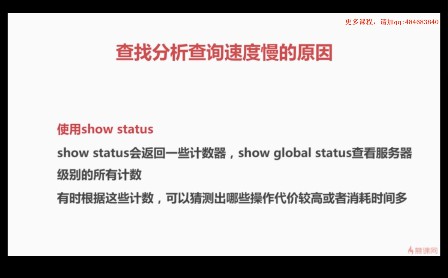 更多课程，请加qq:484683840
查找分析查询速度慢的原因
使用show status
show status会返回一些计数器，show global status查看服务器
级别的所有计数
有时根据这些计数，可以猜测出哪些操作代价较高或者消耗时间多
慕课网